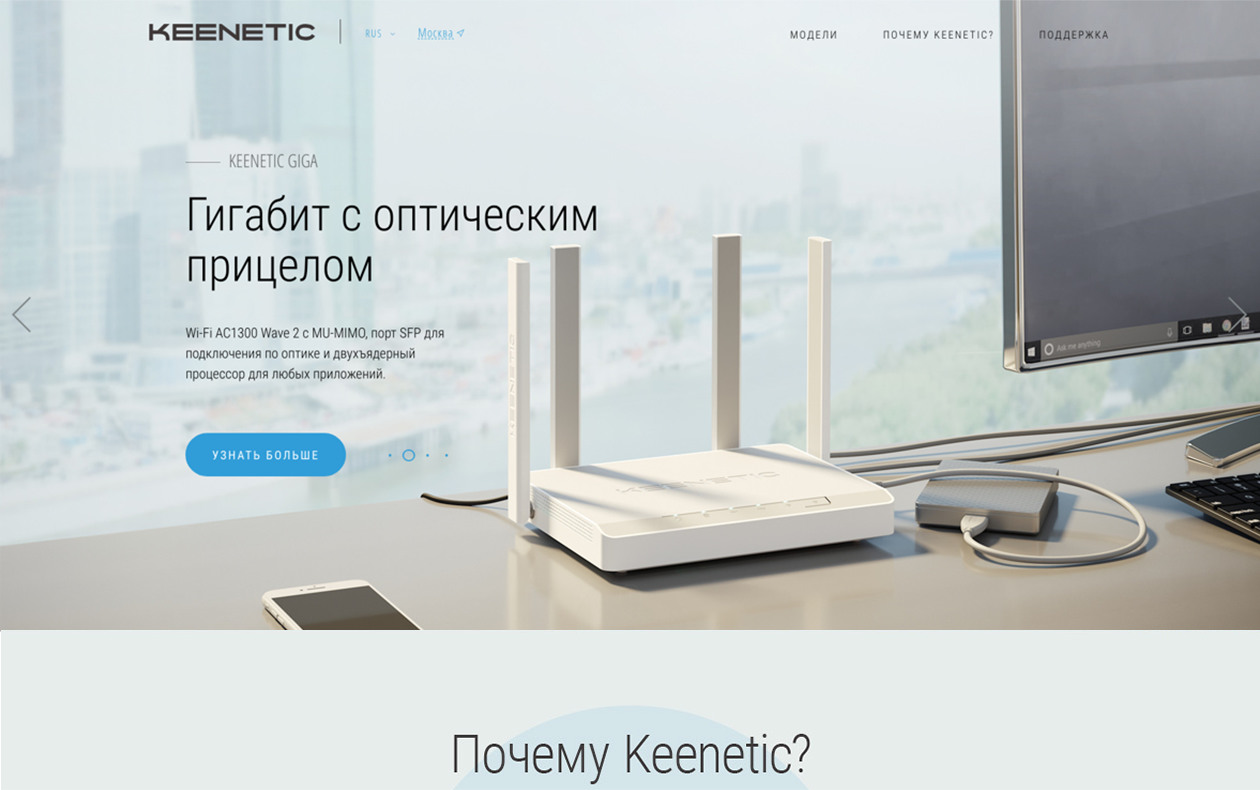 KEENETIC
RUS
Москва
МОДЕЛИ
ПОЧЕМУ KEENETIC?
ПОДДЕРЖКА
KEENETIC GIGA
Гигабит с оптическим
прицелом
Wi-Fi AC1300 Wave 2 с MU-MIMO, порт SFP для
подключения по оптике и двухъядерный
процессор для любых приложений.
УЗНАТЬ БОЛЬШЕ
KEENETIC
KEENETIC
Ask me anything
Почему Keenetic?